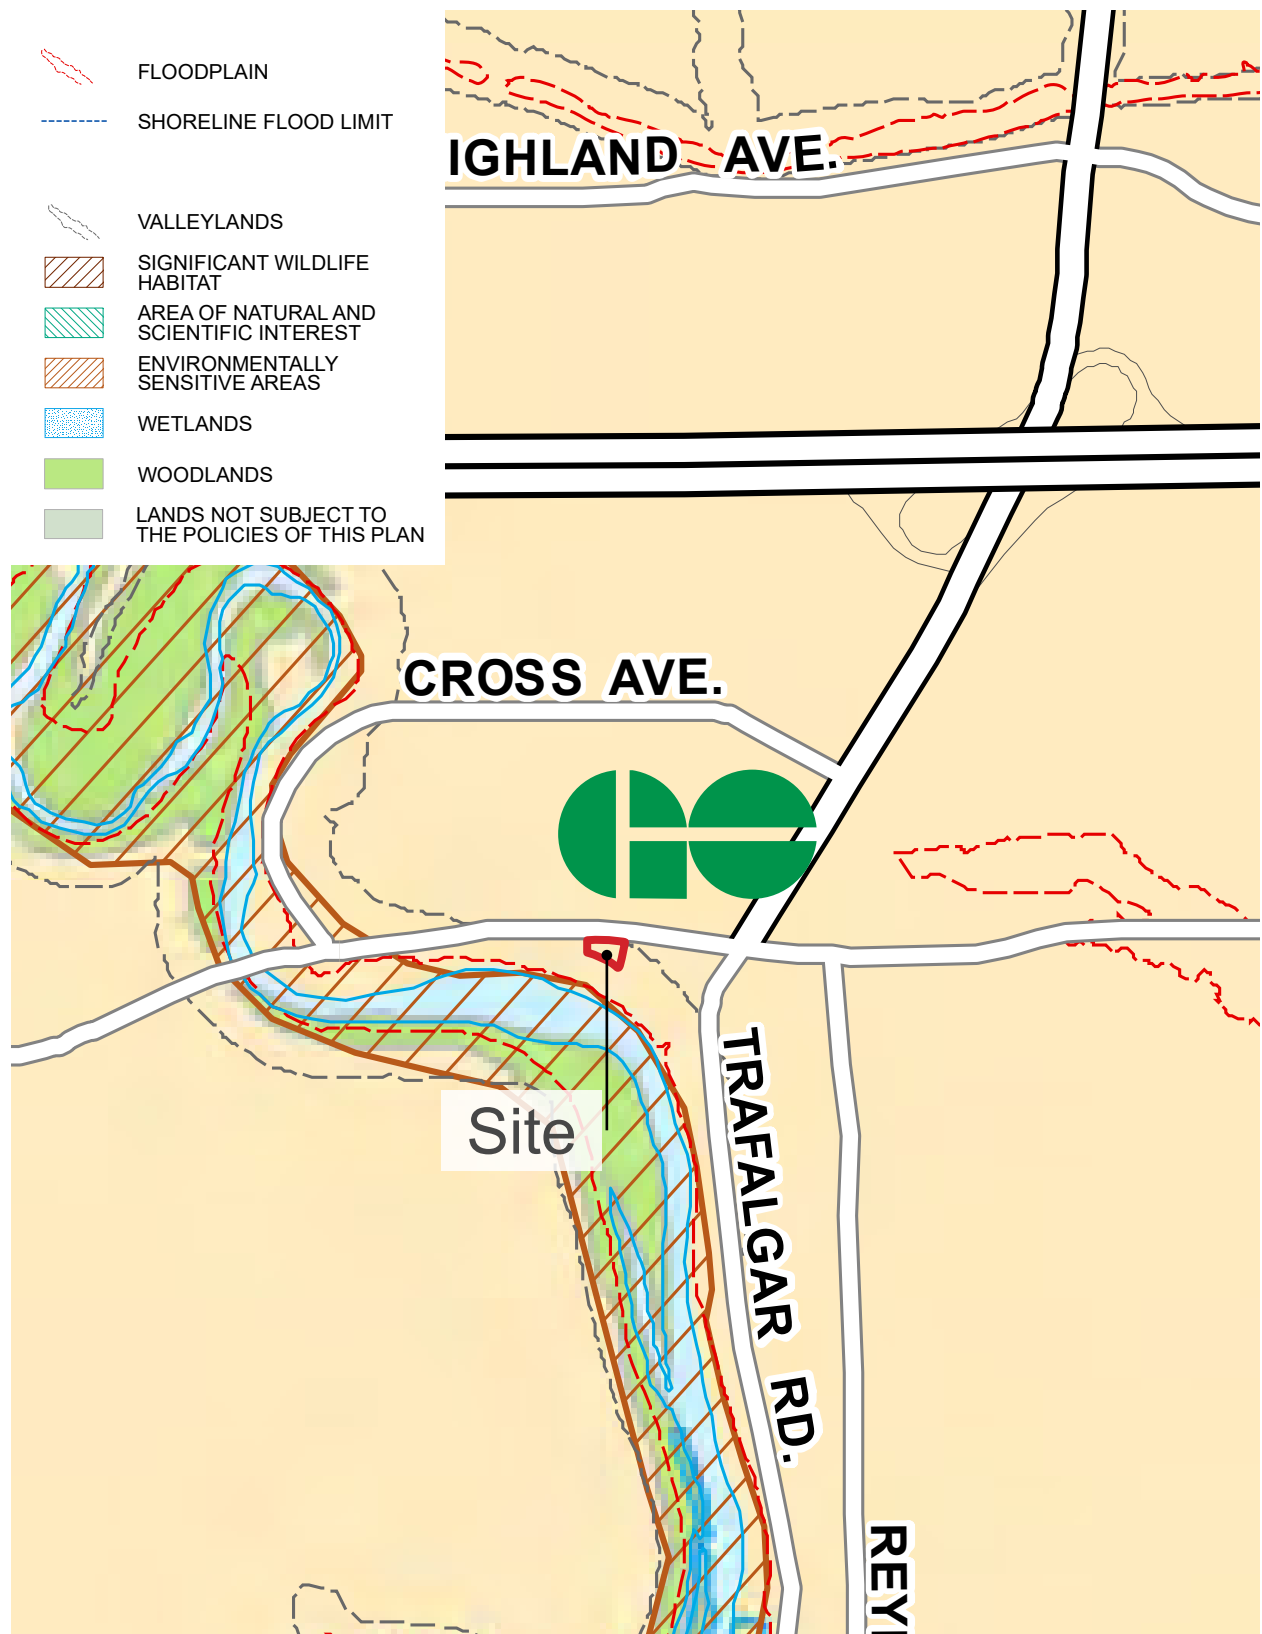 FLOODPLAIN
SHORELINE FLOOD LIMIT
VALLEYLANDS
SIGNIFICANT WILDLIFE
HABITAT
AREA OF NATURAL AND
SCIENTIFIC INTEREST
ENVIRONMENTALLY
SENSITIVE AREAS
WETLANDS
WOODLANDS
LANDS NOT SUBJECT TO
THE POLICIES OF THIS PLAN
IGHLAND AVE.
CROSS AVE.
GO
Site
TRAFALGAR RD.
REY